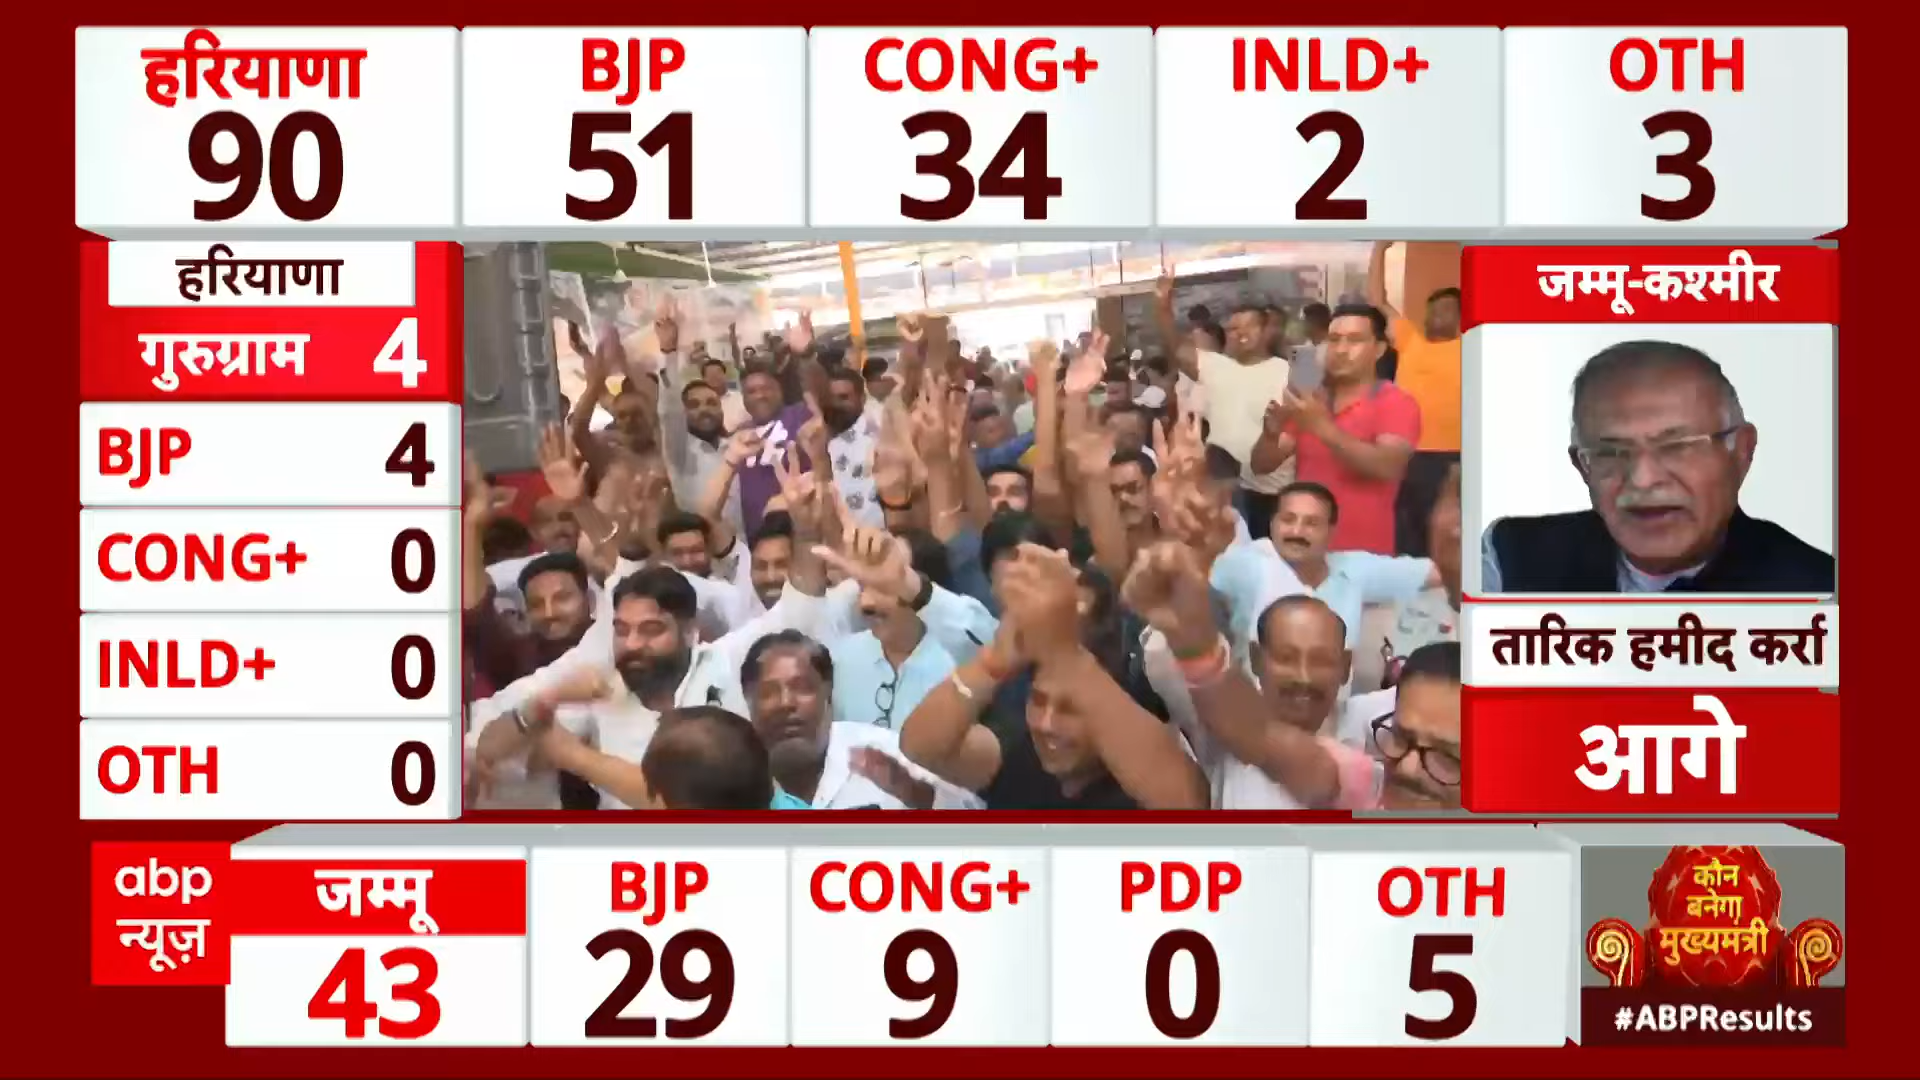 हरियाणा
90
BJP
51
CONG+
34
INLD+
2
OTH
3
हरियाणा
गुरुग्राम 4
BJP 4
CONG+ 0
INLD+ 0
OTH 0
जम्मू-कश्मीर
तारिक हमीद कर्रा
आगे
abp
न्यूज़
जम्मू
43
BJP
29
CONG+
9
PDP
0
OTH
5
कौन
बनेगा
मुख्यमंत्री
#ABPResults